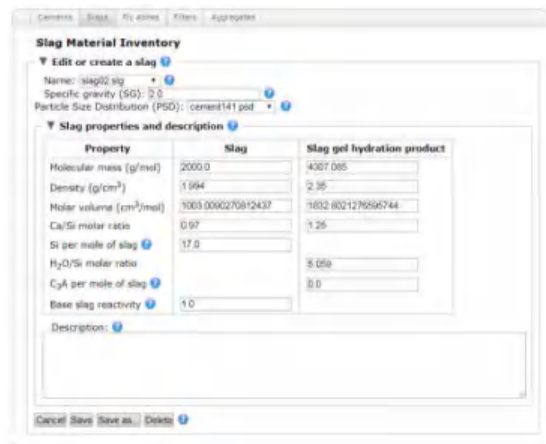 Cements Slags Fly Ashes Fillers Aggregates
Slag Material Inventory
▼ Edit or create a slag
Name: slag02.slg
Specific gravity (SG): 2.0
Particle Size Distribution (PSD): cement141.psd
▼ Slag properties and description
Property Slag Slag gel hydration product
Molecular mass (g/mol) 2000.0 4307.085
Density (g/cm³) 1.994 2.35
Molar volume (cm³/mol) 1003.0090270812437 1832.8021276595744
Ca/Si molar ratio 0.97 1.25
Si per mole of slag 17.0
H₂O/Si molar ratio 5.059
C₃A per mole of slag 0.0
Base slag reactivity 1.0
Description:
Cancel Save Save as... Delete